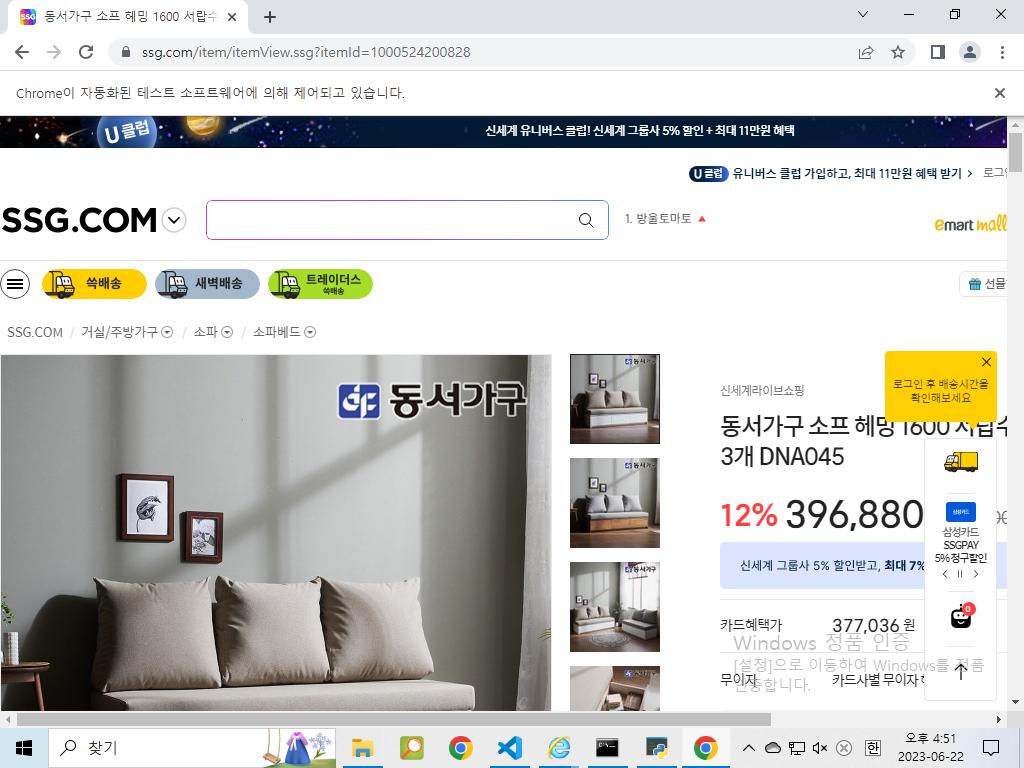 동서가구 소프 헤밍 1600 서랍수
ssg.com/item/itemView.ssg?itemId=1000524200828
Chrome이 자동화된 테스트 소프트웨어에 의해 제어되고 있습니다.
U클럽
신세계 유니버스 클럽! 신세계 그룹사 5% 할인 + 최대 11만원 혜택
U클럽 유니버스 클럽 가입하고, 최대 11만원 혜택 받기 > 로그인
SSG.COM
1. 방울토마토
emart mall
쓱배송
새벽배송
트레이더스
쓱배송
선물
SSG.COM / 거실/주방가구 / 소파 / 소파베드
동서가구
로그인 후 배송시간을
확인해보세요
신세계라이브쇼핑
동서가구 소프 헤밍 1600 서랍수
3개 DNA045
12% 396,880
신세계 그룹사 5% 할인받고, 최대 7%
삼성카드
삼성카드
SSGPAY
5% 청구할인
0
카드혜택가 377,036 원
무이자 카드사별 무이자
Windows 정품 인증
[설정]으로 이동하여 Windows를 정품
인증합니다.
찾기
한
오후 4:51
2023-06-22